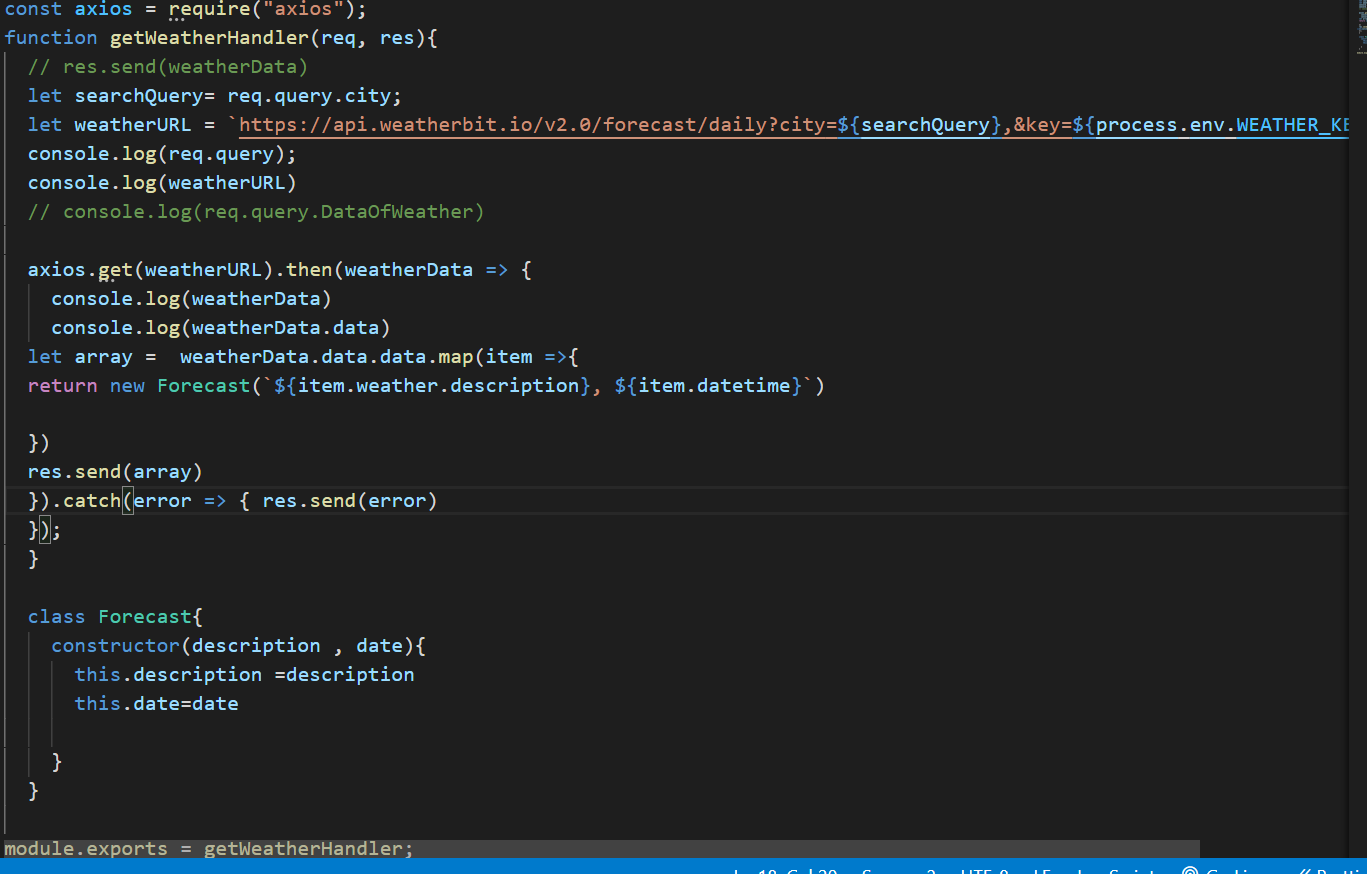 const axios = require("axios");
function getWeatherHandler(req, res){
// res.send(weatherData)
let searchQuery= req.query.city;
let weatherURL = `https://api.weatherbit.io/v2.0/forecast/daily?city=${searchQuery},&key=${process.env.WEATHER_KE
console.log(req.query);
console.log(weatherURL)
// console.log(req.query.DataOfWeather)
axios.get(weatherURL).then(weatherData => {
console.log(weatherData)
console.log(weatherData.data)
let array =  weatherData.data.data.map(item =>{
return new Forecast(`${item.weather.description}, ${item.datetime}`)
})
res.send(array)
}).catch(error => { res.send(error)
});
}
class Forecast{
constructor(description , date){
this.description =description
this.date=date
}
}
module.exports = getWeatherHandler;